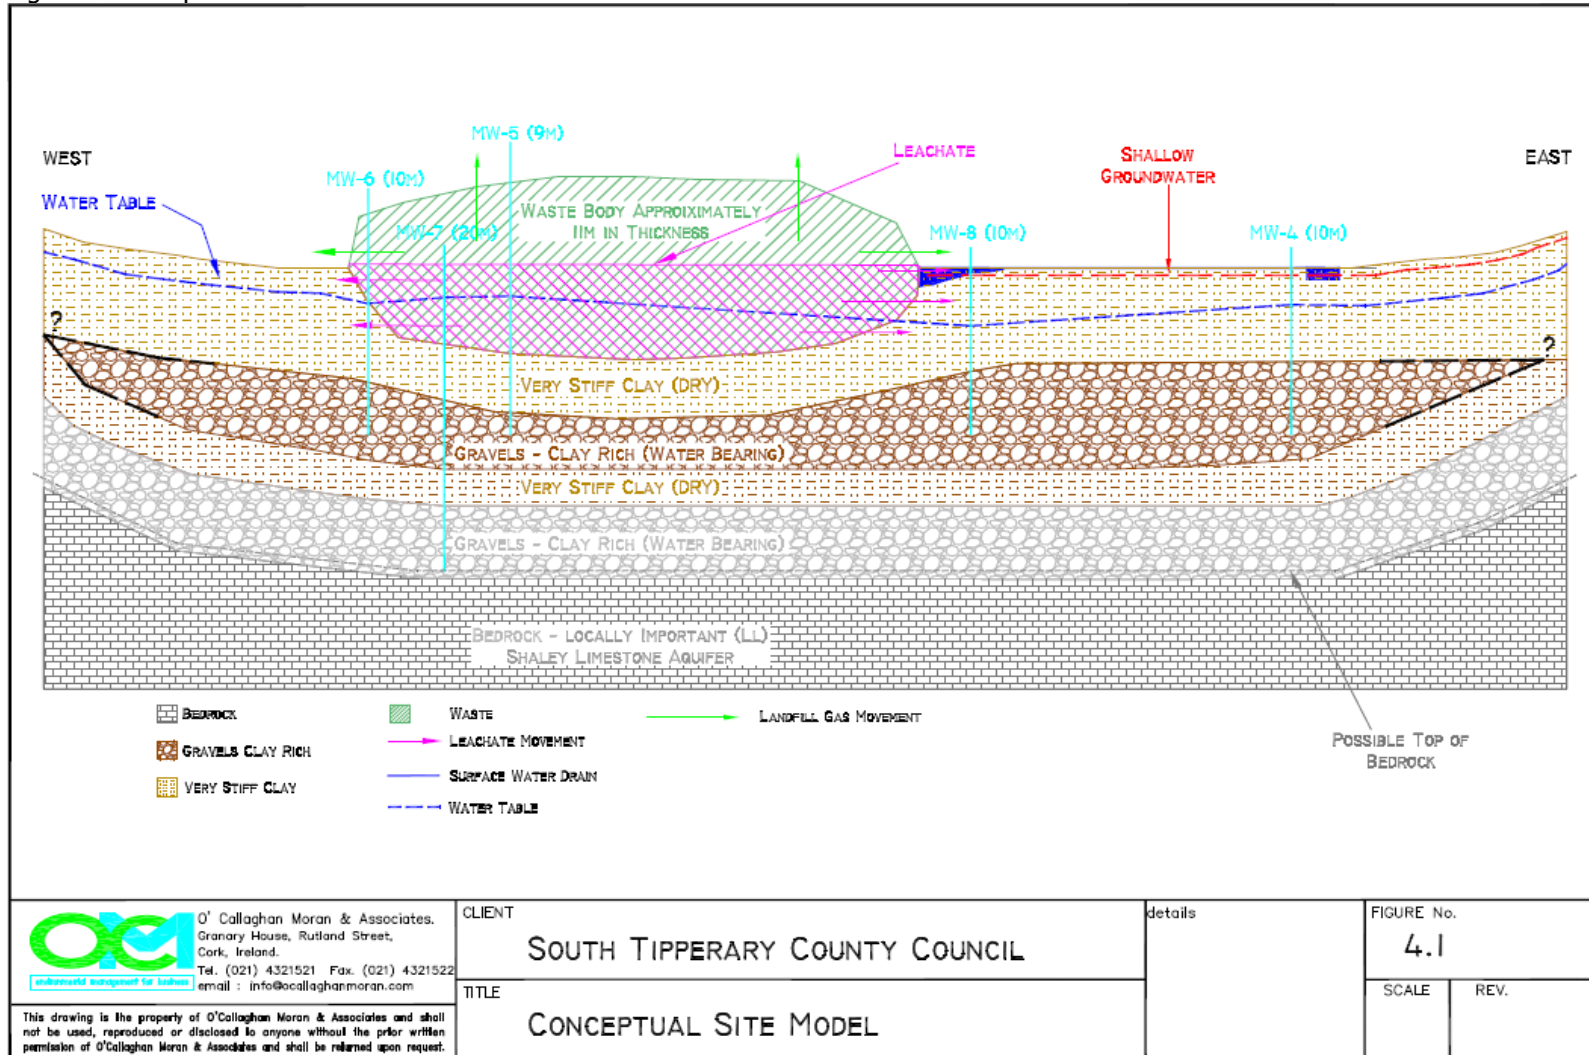 WEST
EAST
MW-5 (9M)
MW-6 (10M)
LEACHATE
SHALLOW
GROUNDWATER
WATER TABLE
WASTE BODY APPROIXIMATELY
11M IN THICKNESS
MW-7 (20M)
MW-8 (10M)
MW-4 (10M)
?
?
VERY STIFF CLAY (DRY)
GRAVELS - CLAY RICH (WATER BEARING)
VERY STIFF CLAY (DRY)
GRAVELS - CLAY RICH (WATER BEARING)
BEDROCK - LOCALLY IMPORTANT (LL)
SHALEY LIMESTONE AQUIFER
POSSIBLE TOP OF
BEDROCK
BEDROCK
GRAVELS CLAY RICH
VERY STIFF CLAY
WASTE
LEACHATE MOVEMENT
SURFACE WATER DRAIN
WATER TABLE
LANDFILL GAS MOVEMENT
OCM
environmental management for business
O' Callaghan Moran & Associates.
Granary House, Rutland Street,
Cork, Ireland.
Tel. (021) 4321521 Fax. (021) 4321522
email : info@ocallaghanmoran.com
This drawing is the property of O'Callaghan Moran & Associates and shall
not be used, reproduced or disclosed to anyone without the prior written
permission of O'Callaghan Moran & Associates and shall be returned upon request.
CLIENT
SOUTH TIPPERARY COUNTY COUNCIL
TITLE
CONCEPTUAL SITE MODEL
details
FIGURE No.
4.1
SCALE
REV.